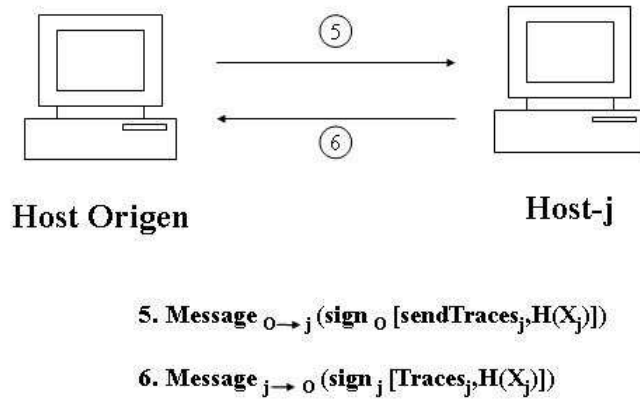 5
6
Host Origen
Host-j
5. Message O→j (sign O [sendTracesj,H(Xj)])
6. Message j→O (sign j [Tracesj,H(Xj)])